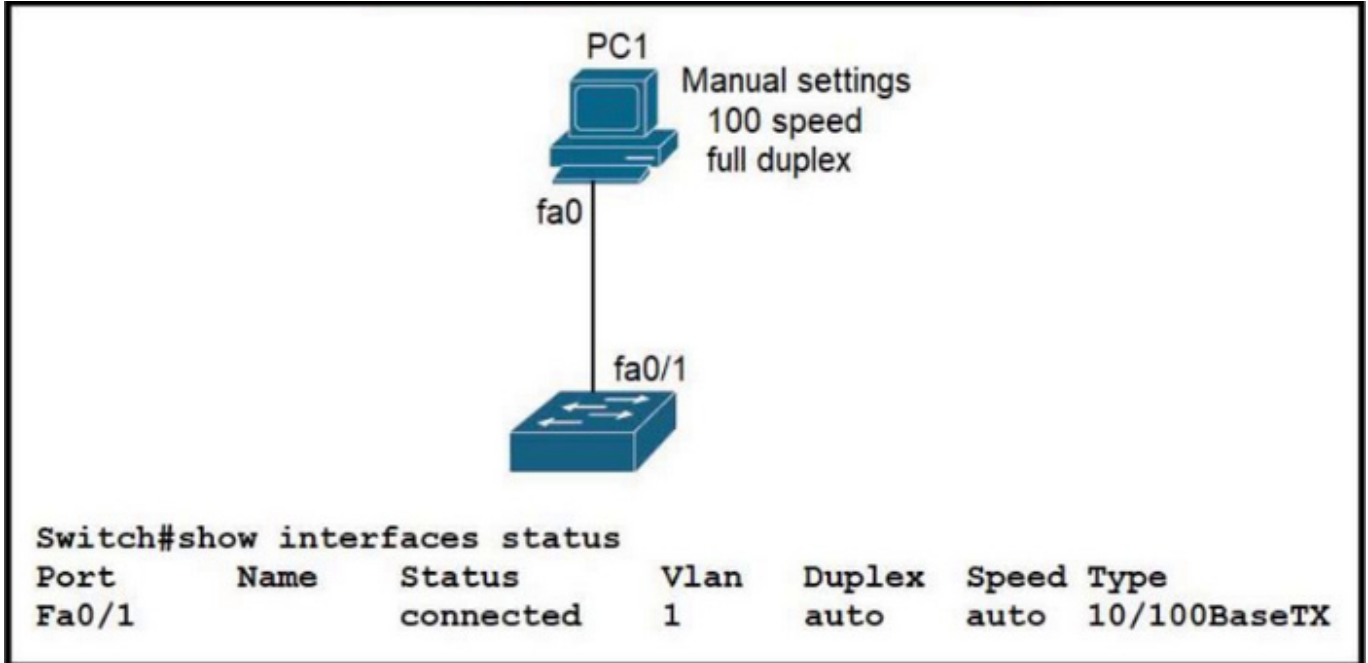 PC1
Manual settings
100 speed
full duplex
fa0
fa0/1
Switch#show interfaces status
Port Name Status Vlan Duplex Speed Type
Fa0/1 connected 1 auto auto 10/100BaseTX